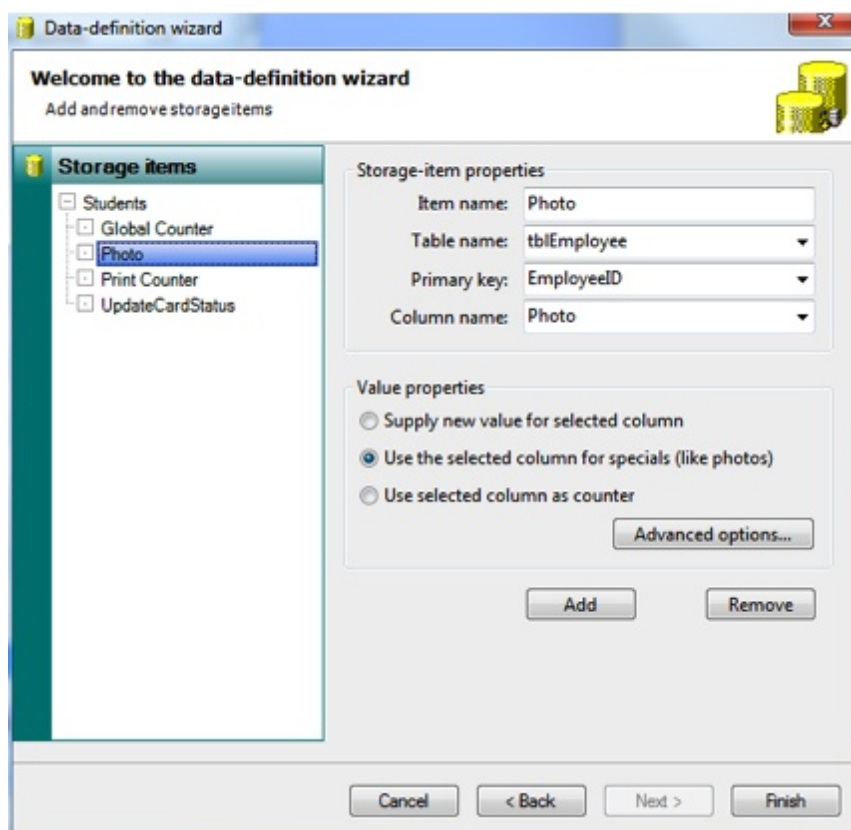 Data-definition wizard
Welcome to the data-definition wizard
Add and remove storage items
Storage items
Students
Global Counter
Photo
Print Counter
UpdateCardStatus
Storage-item properties
Item name: Photo
Table name: tblEmployee
Primary key: EmployeeID
Column name: Photo
Value properties
Supply new value for selected column
Use the selected column for specials (like photos)
Use selected column as counter
Advanced options...
Add Remove
Cancel < Back Next > Finish